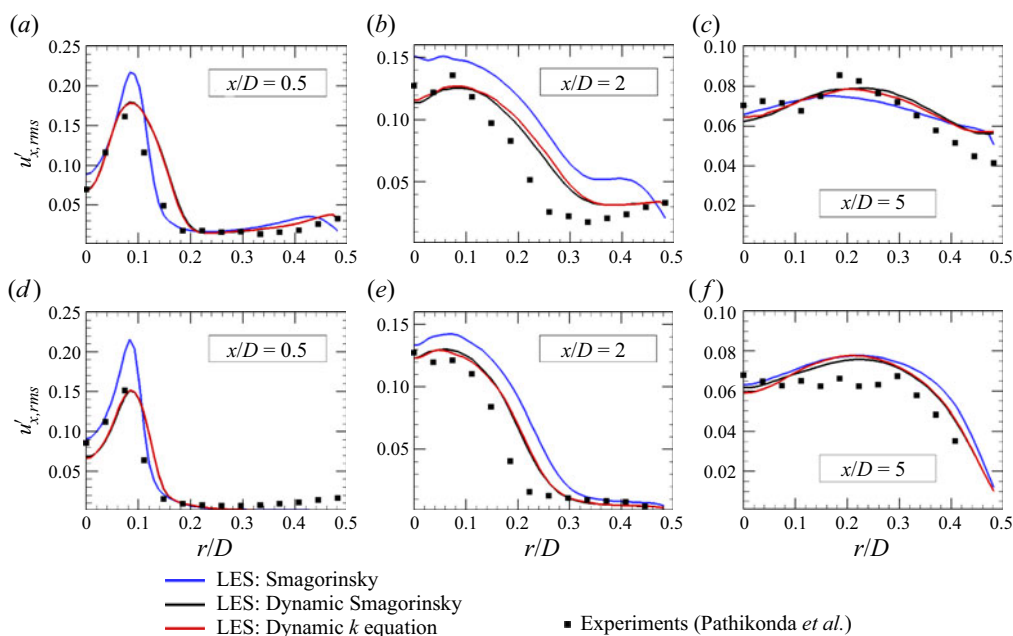 (a) (b) (c)
0.25 0.20 0.15 0.10 0.05
0.15 0.10 0.05
0.10 0.08 0.06 0.04 0.02
u′x,rms
x/D = 0.5 x/D = 2 x/D = 5
0 0.1 0.2 0.3 0.4 0.5 0 0.1 0.2 0.3 0.4 0.5 0 0.1 0.2 0.3 0.4 0.5
(d) (e) (f)
0.25 0.20 0.15 0.10 0.05
0.15 0.10 0.05
0.10 0.08 0.06 0.04 0.02
u′x,rms
x/D = 0.5 x/D = 2 x/D = 5
0 0.1 0.2 0.3 0.4 0.5 0 0.1 0.2 0.3 0.4 0.5 0 0.1 0.2 0.3 0.4 0.5
r/D r/D r/D
LES: Smagorinsky
LES: Dynamic Smagorinsky
LES: Dynamic k equation
Experiments (Pathikonda et al.)